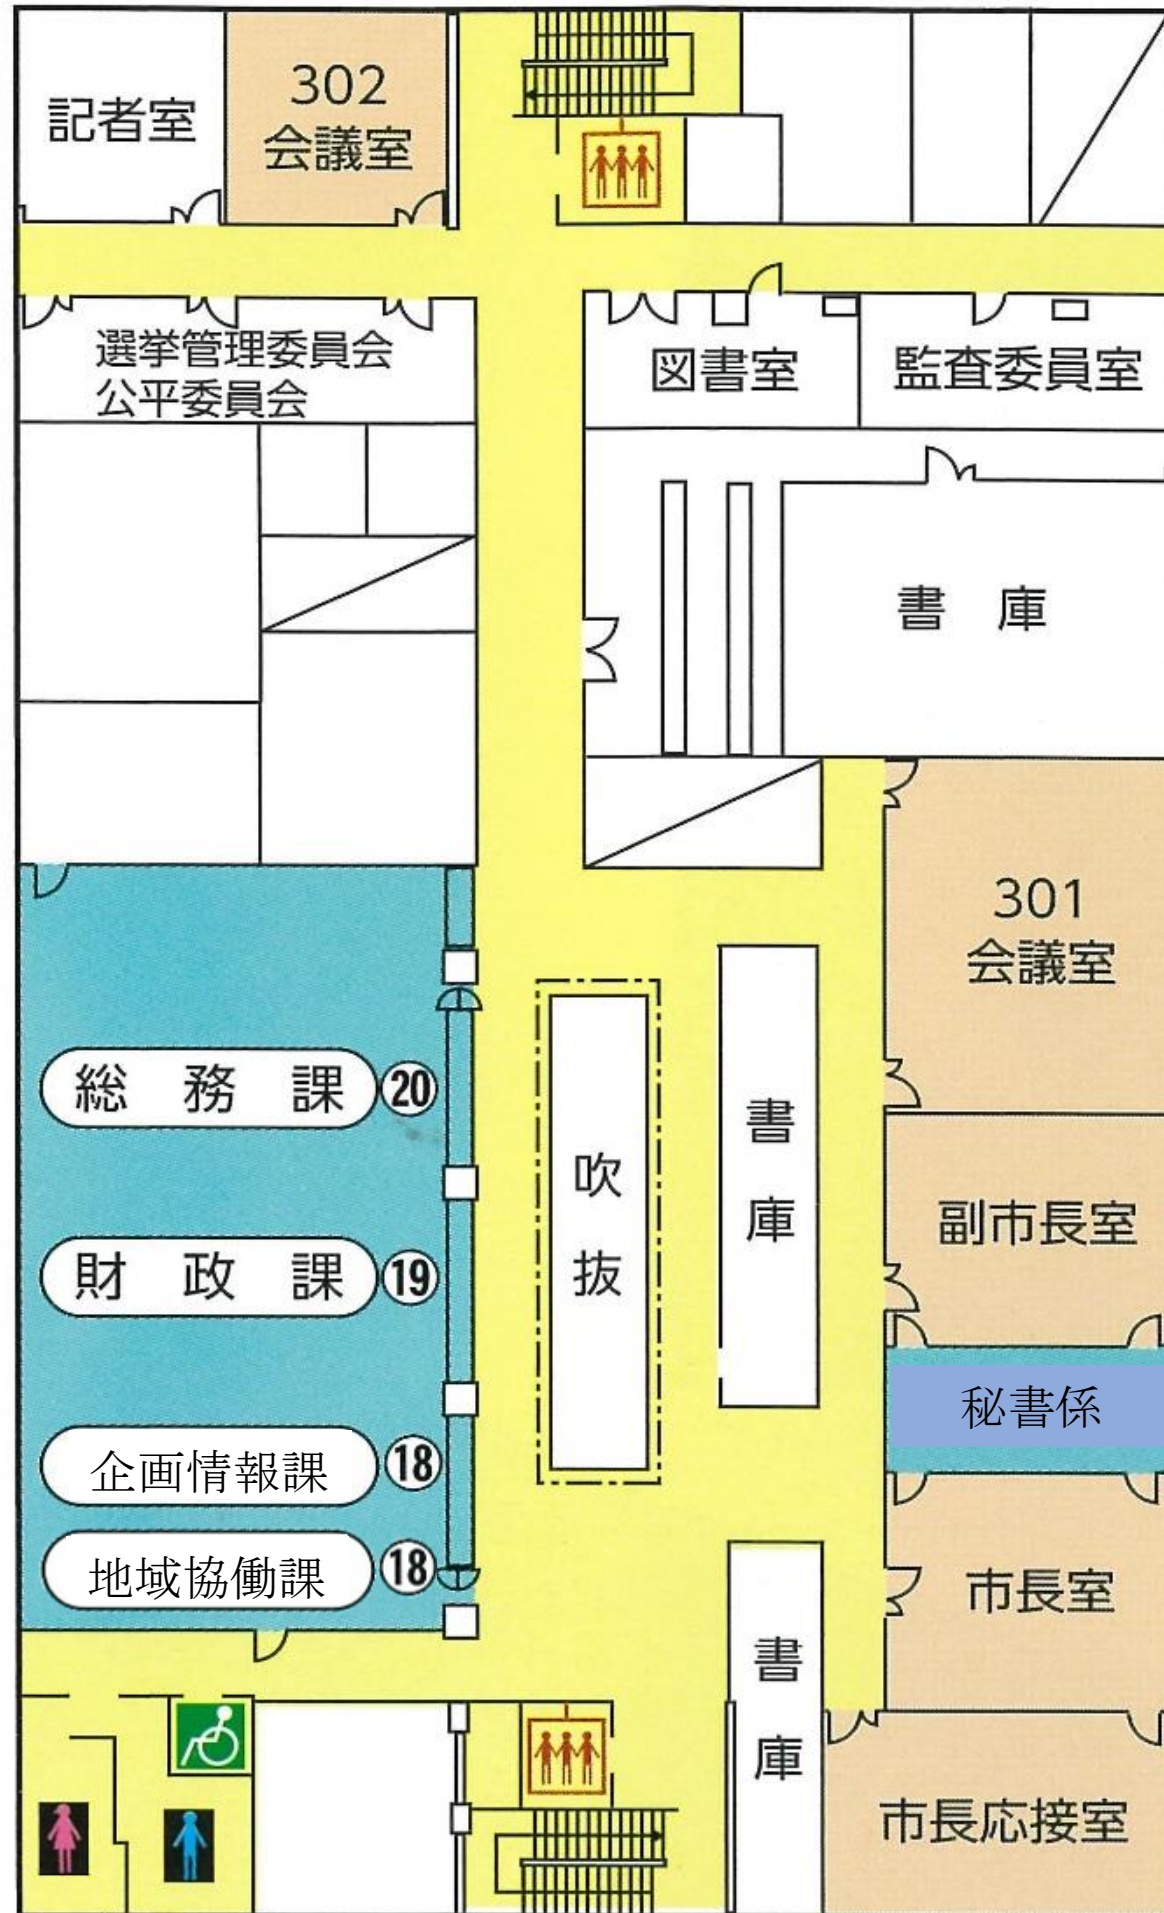 記者室
302
会議室
選挙管理委員会
公平委員会
図書室
監査委員室
書 庫
301
会議室
総 務 課 20
吹抜
書庫
副市長室
財 政 課 19
秘書係
企画情報課 18
地域協働課 18
市長室
書庫
市長応接室